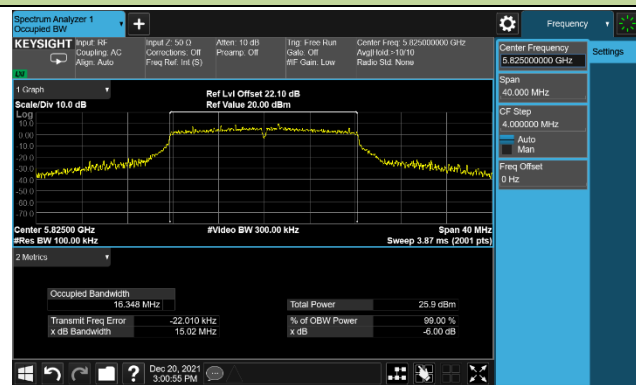 Spectrum Analyzer 1
Occupied BW
KEYSIGHT
Input: RF
Coupling: AC
Align: Auto
Input Z: 50 Ω
Corrections: Off
Freq Ref: Int (S)
Atten: 10 dB
Preamp: Off
Trig: Free Run
Gate: Off
#IF Gain: Low
Center Freq: 5.825000000 GHz
Avg|Hold:>10/10
Radio Std: None
LU
1 Graph
Scale/Div 10.0 dB
Ref Lvl Offset 22.10 dB
Ref Value 20.00 dBm
Log
10.0
0.00
-10.0
-20.0
-30.0
-40.0
-50.0
-60.0
-70.0
Center 5.82500 GHz
#Res BW 100.00 kHz
#Video BW 300.00 kHz
Span 40 MHz
Sweep 3.87 ms (2001 pts)
2 Metrics
Occupied Bandwidth
16.348 MHz
Total Power 25.9 dBm
Transmit Freq Error -22.010 kHz
% of OBW Power 99.00 %
x dB Bandwidth 15.02 MHz
x dB -6.00 dB
Dec 20, 2021
3:00:55 PM
Frequency
Settings
Center Frequency
5.825000000 GHz
Span
40.000 MHz
CF Step
4.000000 MHz
Auto
Man
Freq Offset
0 Hz